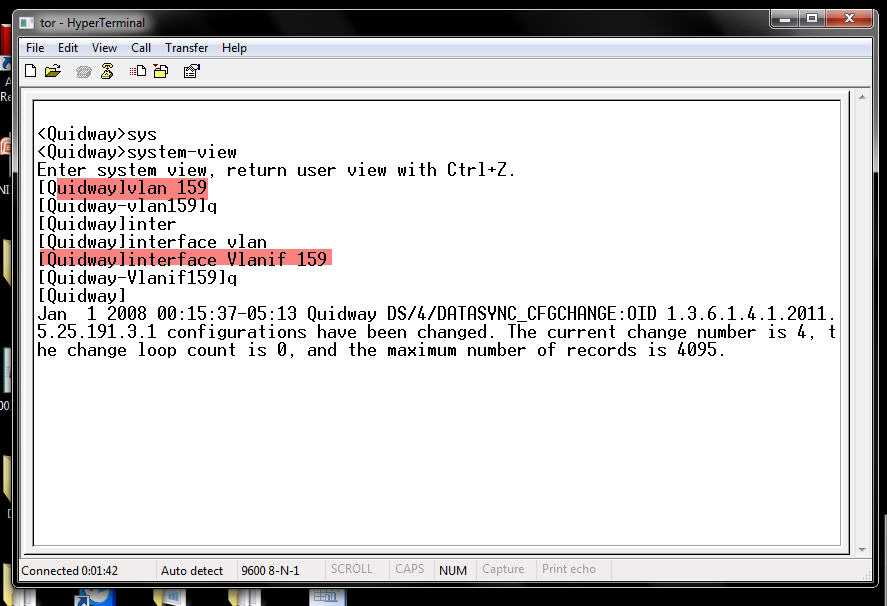 tor - HyperTerminal
File Edit View Call Transfer Help
<Quidway>sys
<Quidway>system-view
Enter system view, return user view with Ctrl+Z.
[Quidway]vlan 159
[Quidway-vlan159]q
[Quidway]inter
[Quidway]interface vlan
[Quidway]interface Vlanif 159
[Quidway-Vlanif159]q
[Quidway]
Jan  1 2008 00:15:37-05:13 Quidway DS/4/DATASYNC_CFGCHANGE:OID 1.3.6.1.4.1.2011.
5.25.191.3.1 configurations have been changed. The current change number is 4, t
he change loop count is 0, and the maximum number of records is 4095.
Connected 0:01:42 Auto detect 9600 8-N-1 SCROLL CAPS NUM Capture Print echo